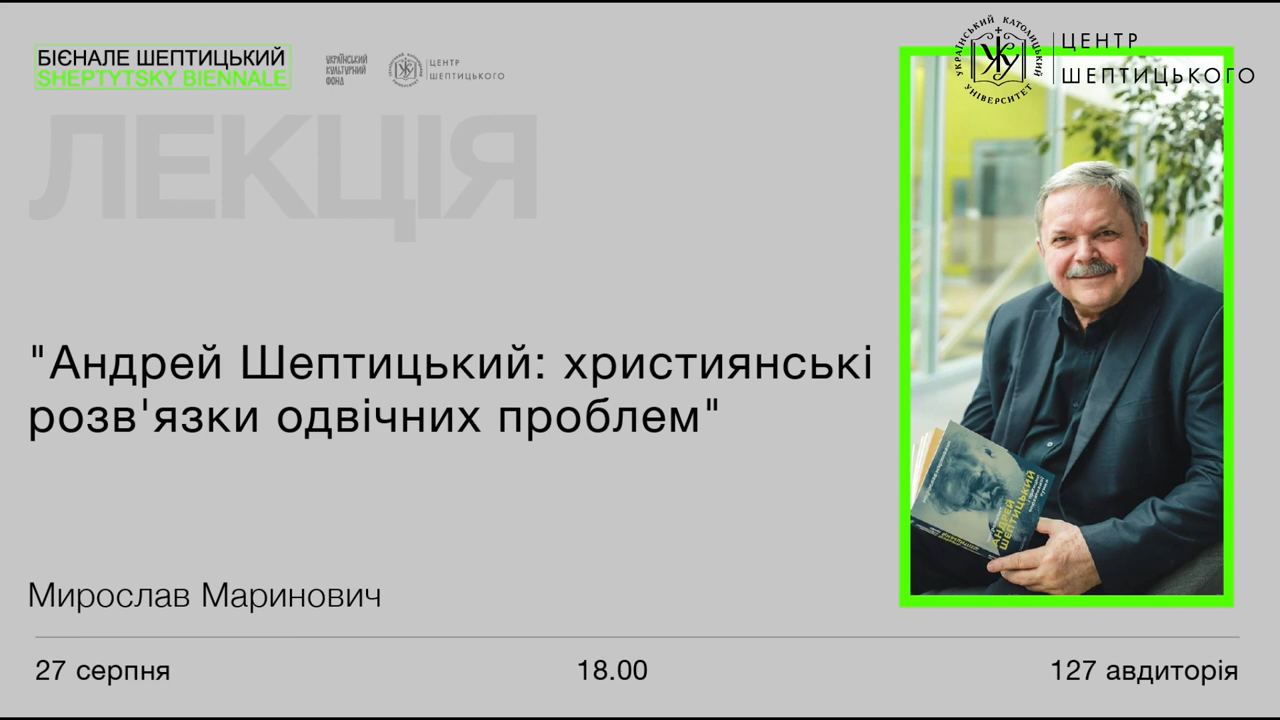 БІЄНАЛЕ ШЕПТИЦЬКИЙ
SHEPTYTSKY BIENNALE
УКРАЇНСЬКИЙ
КУЛЬТУРНИЙ
ФОНД
ЦЕНТР
ШЕПТИЦЬКОГО
УКРАЇНСЬКИЙ КАТОЛИЦЬКИЙ
УНІВЕРСИТЕТ
ЦЕНТР
ШЕПТИЦЬКОГО
ЛЕКЦІЯ
"Андрей Шептицький: християнські
розв'язки одвічних проблем"
АНДРЕЙ
ШЕПТИЦЬКИЙ
Мирослав Маринович
27 серпня
18.00
127 авдиторія